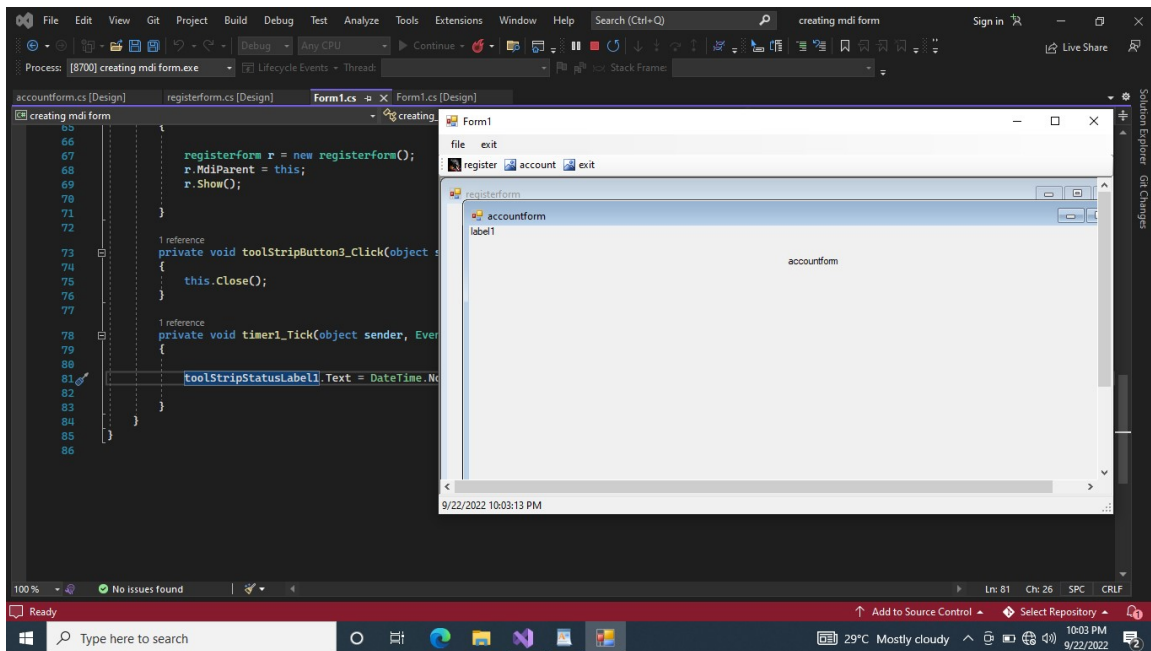 File Edit View Git Project Build Debug Test Analyze Tools Extensions Window Help Search (Ctrl+Q) creating mdi form Sign in
Debug Any CPU Continue Live Share
Process: [8700] creating mdi form.exe Lifecycle Events Thread: Stack Frame:
accountform.cs [Design] registerform.cs [Design] Form1.cs Form1.cs [Design]
creating mdi form creating_
Solution Explorer Git Changes
65 {
66
67 registerform r = new registerform();
68 r.MdiParent = this;
69 r.Show();
70
71 }
72
1 reference
73 private void toolStripButton3_Click(object s
74 {
75 this.Close();
76 }
77
1 reference
78 private void timer1_Tick(object sender, Even
79 {
80
81 toolStripStatusLabel1.Text = DateTime.No
82
83 }
84 }
85 }
86
Form1
file exit
register account exit
registerform
accountform
label1
accountform
9/22/2022 10:03:13 PM
100 % No issues found Ln: 81 Ch: 26 SPC CRLF
Ready Add to Source Control Select Repository
Type here to search 29°C Mostly cloudy 10:03 PM
9/22/2022